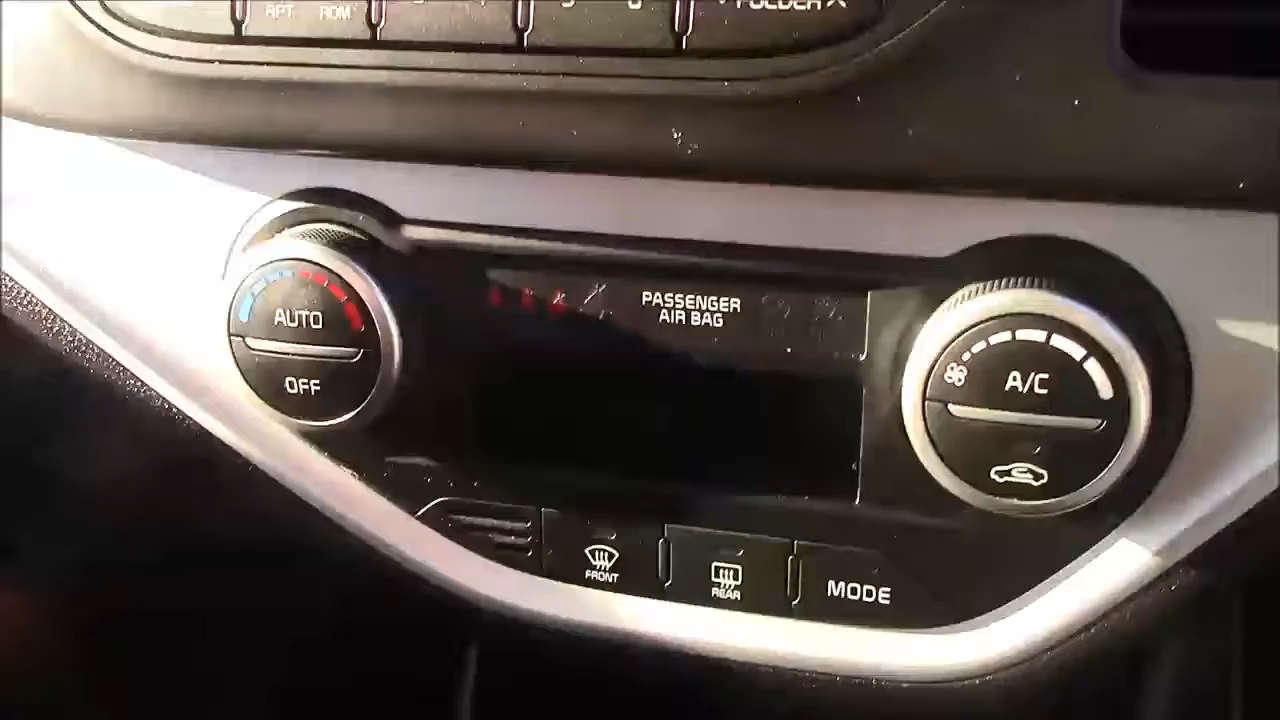 RPT RDM
FOLDER
AUTO
OFF
PASSENGER
AIR BAG
A/C
FRONT
REAR
MODE